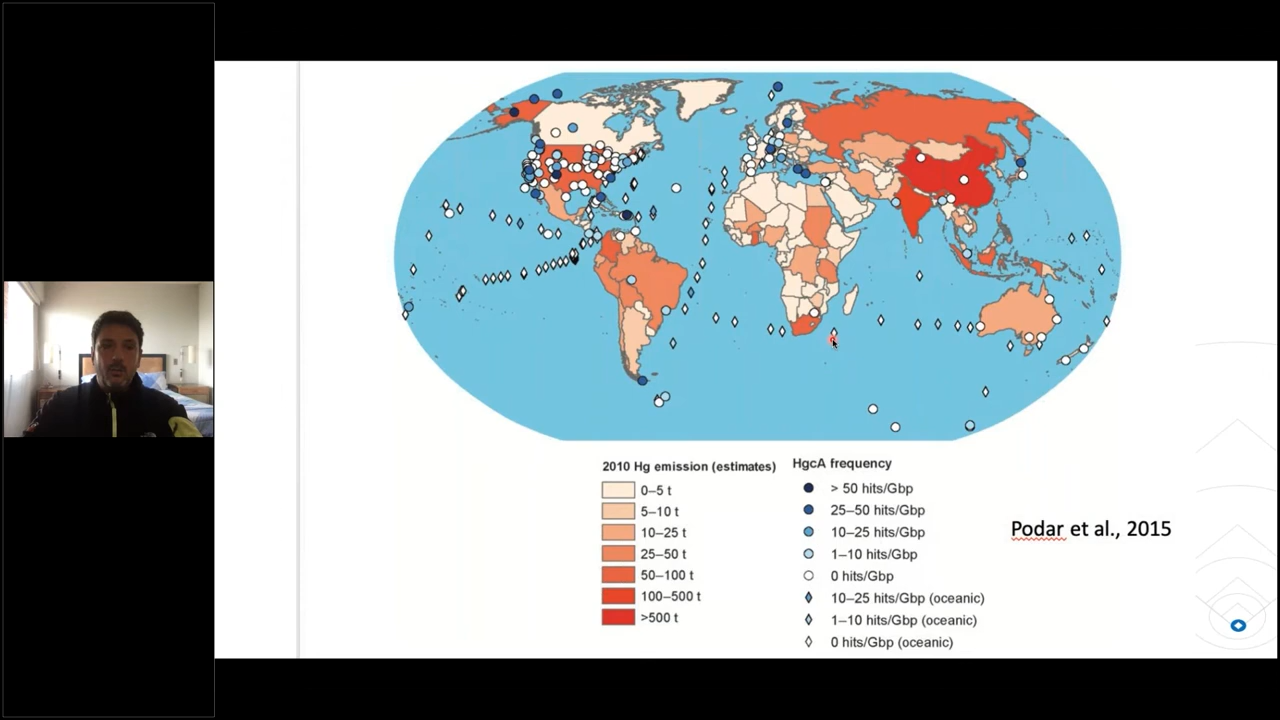 2010 Hg emission (estimates)
0–5 t
5–10 t
10–25 t
25–50 t
50–100 t
100–500 t
>500 t
HgcA frequency
> 50 hits/Gbp
25–50 hits/Gbp
10–25 hits/Gbp
1–10 hits/Gbp
0 hits/Gbp
10–25 hits/Gbp (oceanic)
1–10 hits/Gbp (oceanic)
0 hits/Gbp (oceanic)
Podar et al., 2015